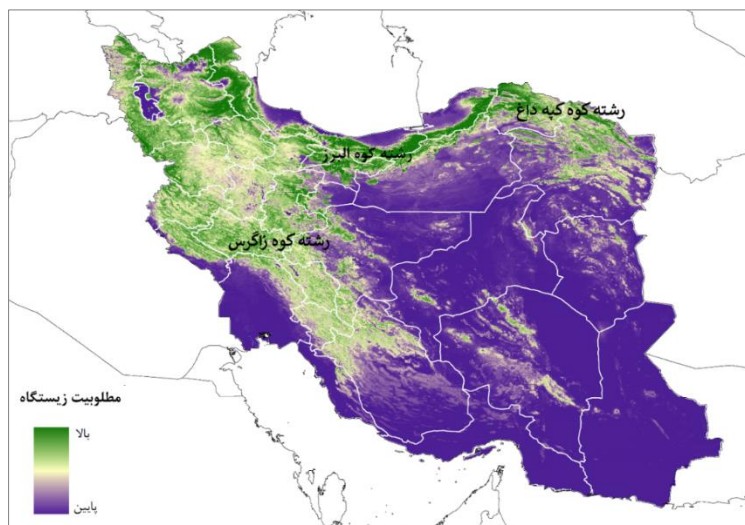 رشته کوه کپه داغ
رشته کوه البرز
رشته کوه زاگرس
مطلوبیت زیستگاه
بالا
پایین